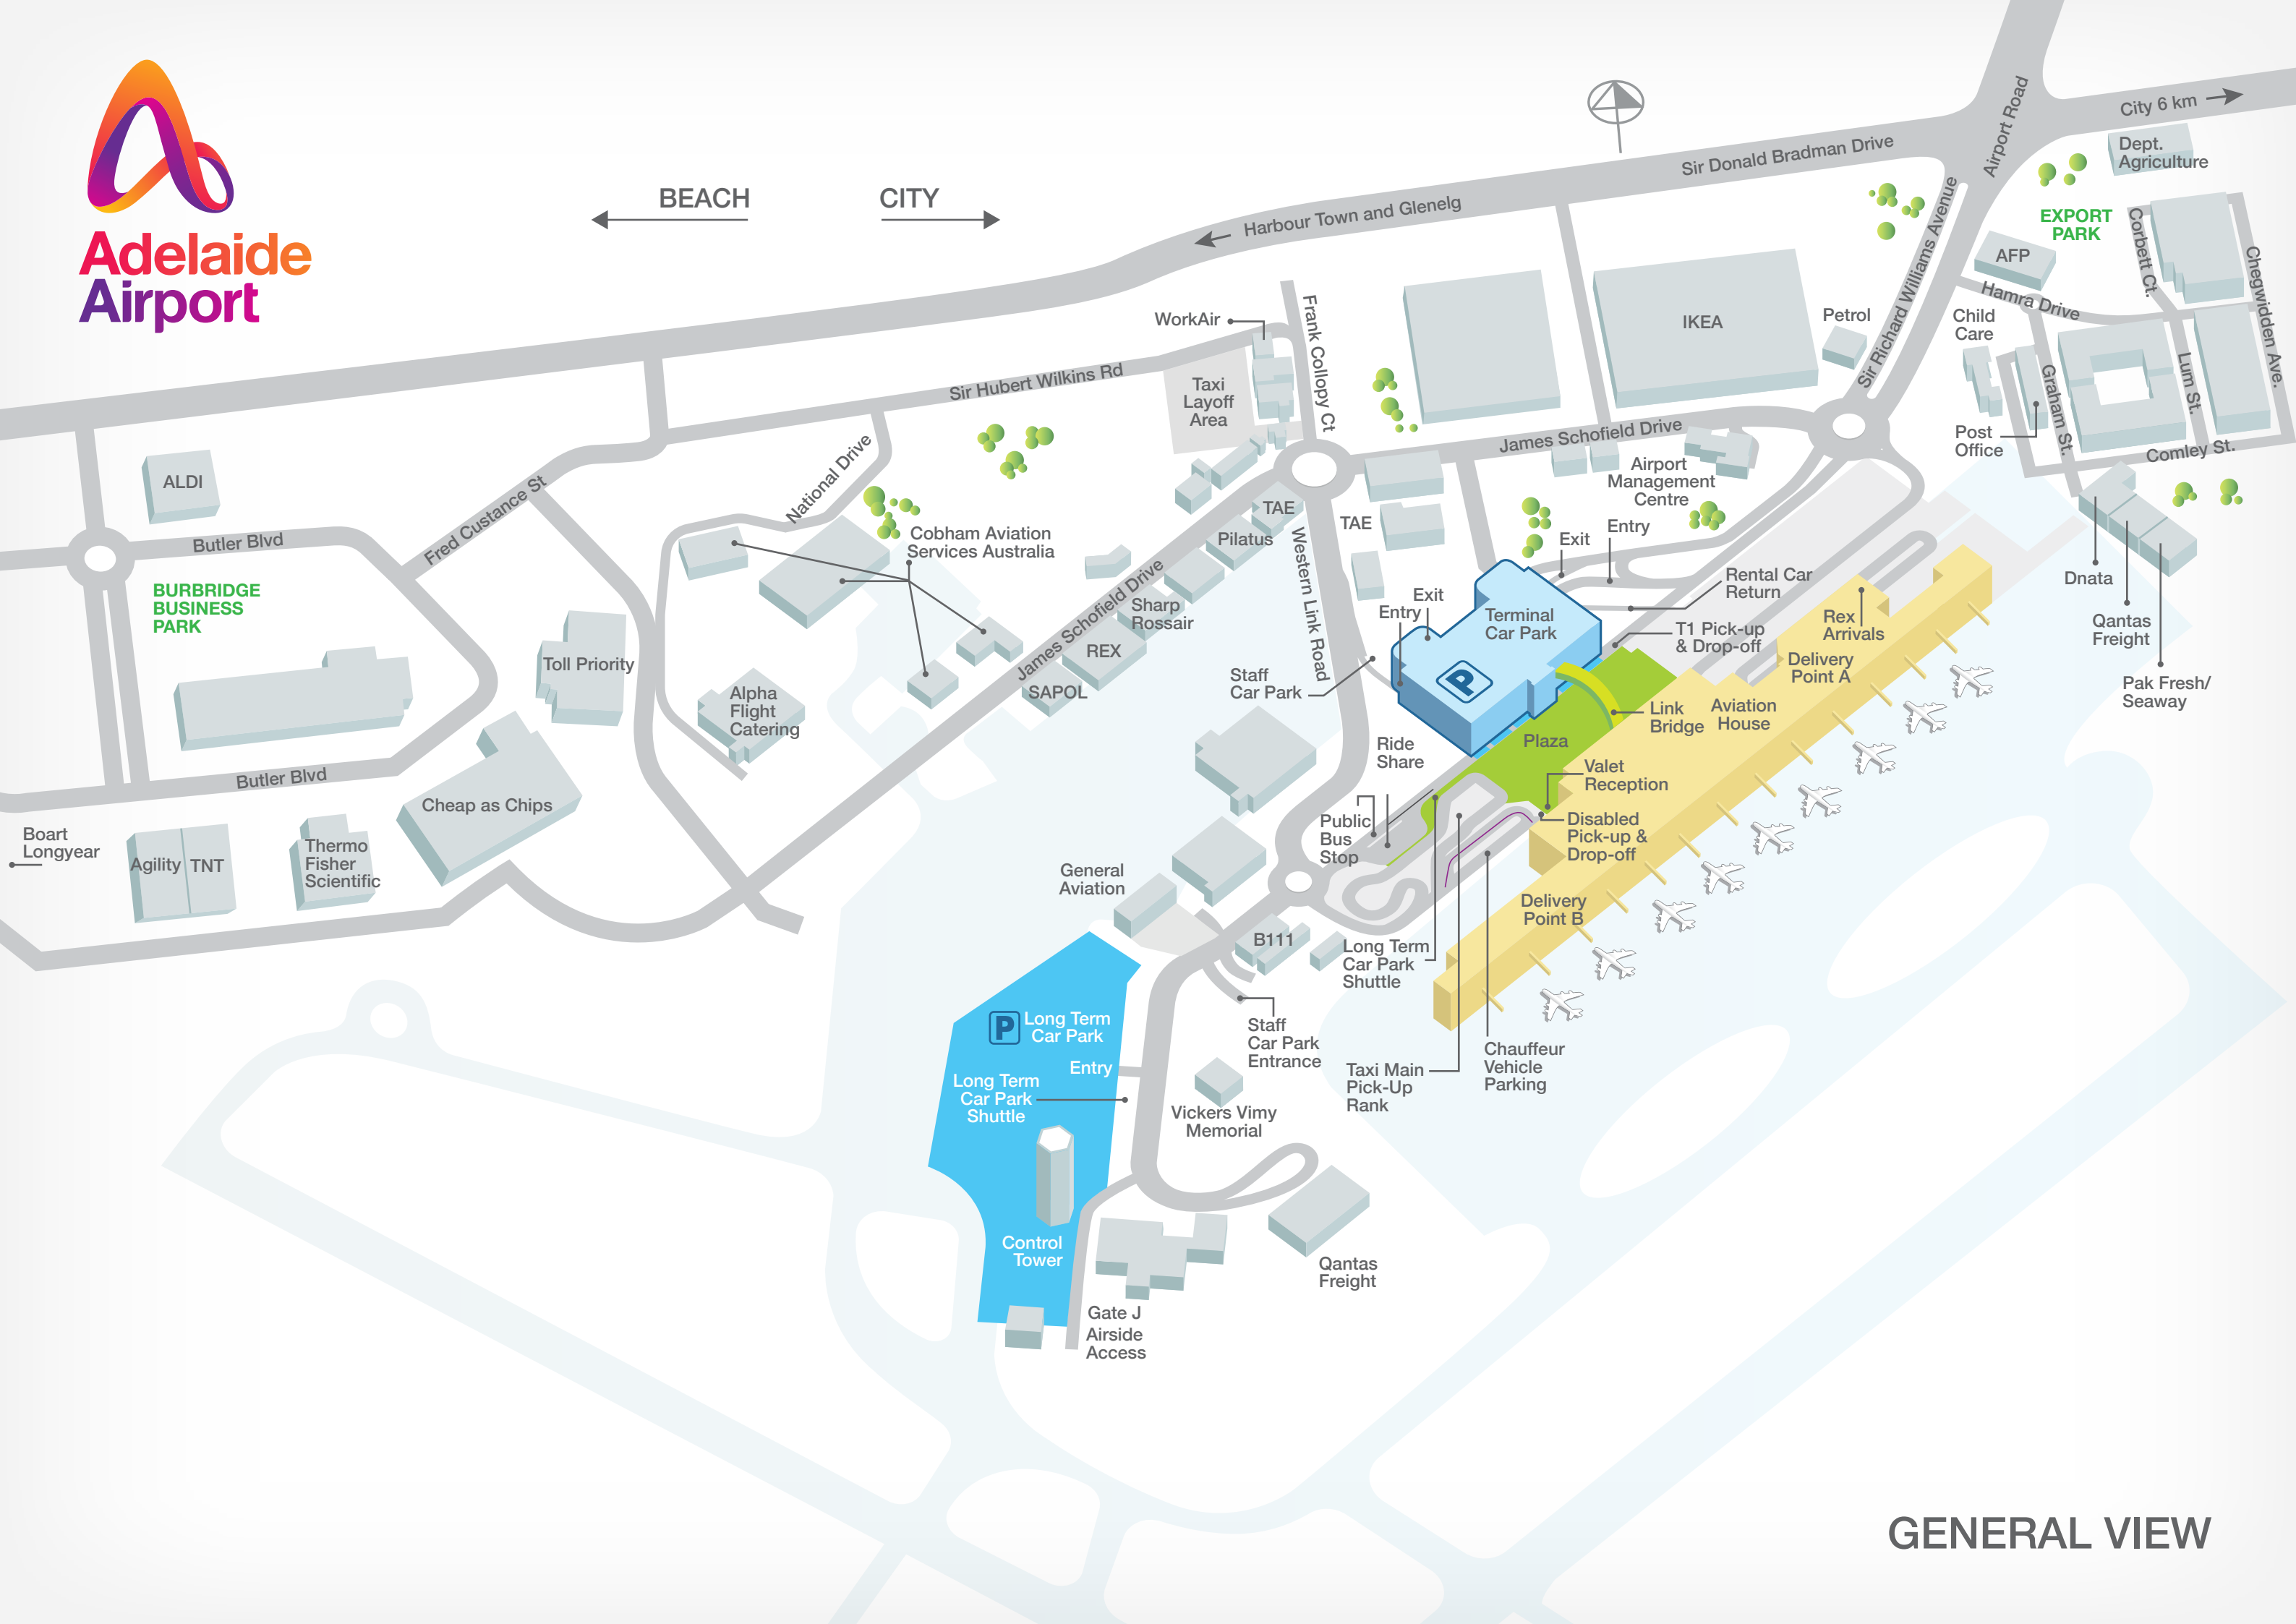 Adelaide
Airport
BEACH
CITY
City 6 km
Airport Road
Sir Donald Bradman Drive
Harbour Town and Glenelg
Dept.
Agriculture
EXPORT
PARK
Corbett Ct.
Chegwidden Ave.
AFP
Hamra Drive
Sir Richard Williams Avenue
Child
Care
Petrol
IKEA
WorkAir
Frank Collopy Ct
Taxi
Layoff
Area
Sir Hubert Wilkins Rd
Graham St.
Lum St.
Post
Office
Comley St.
James Schofield Drive
Airport
Management
Centre
National Drive
ALDI
Fred Custance St
Butler Blvd
BURBRIDGE
BUSINESS
PARK
Cobham Aviation
Services Australia
TAE
Pilatus
TAE
Western Link Road
Exit
Entry
Rental Car
Return
Dnata
Qantas
Freight
Pak Fresh/
Seaway
Exit
Entry
Terminal
Car Park
P
T1 Pick-up
& Drop-off
Rex
Arrivals
Delivery
Point A
James Schofield Drive
Sharp
Rossair
REX
SAPOL
Staff
Car Park
Toll Priority
Alpha
Flight
Catering
Link
Bridge
Aviation
House
Plaza
Ride
Share
Valet
Reception
Butler Blvd
Cheap as Chips
Public
Bus
Stop
Disabled
Pick-up &
Drop-off
Boart
Longyear
Agility
TNT
Thermo
Fisher
Scientific
General
Aviation
Delivery
Point B
B111
Long Term
Car Park
Shuttle
P
Long Term
Car Park
Entry
Long Term
Car Park
Shuttle
Staff
Car Park
Entrance
Taxi Main
Pick-Up
Rank
Chauffeur
Vehicle
Parking
Vickers Vimy
Memorial
Control
Tower
Qantas
Freight
Gate J
Airside
Access
GENERAL VIEW